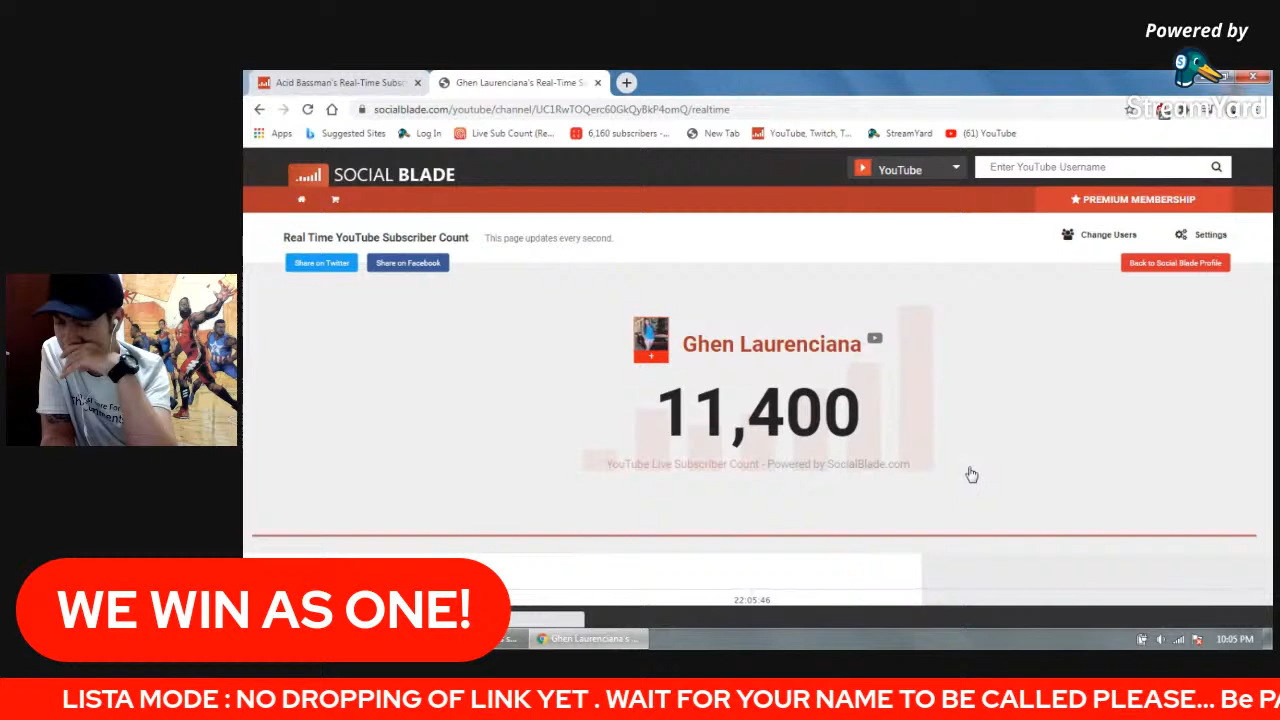 Powered by
StreamYard
Acid Bassman's Real-Time Subsc
Ghen Laurenciana's Real-Time S
socialblade.com/youtube/channel/UC1RwTOQerc60GkQyBkP4omQ/realtime
Apps Suggested Sites Log In Live Sub Count (Re... 6,160 subscribers -... New Tab YouTube, Twitch, T... StreamYard (61) YouTube
SOCIAL BLADE
YouTube
Enter YouTube Username
PREMIUM MEMBERSHIP
Real Time YouTube Subscriber Count
This page updates every second.
Change Users
Settings
Share on Twitter
Share on Facebook
Back to Social Blade Profile
Ghen Laurenciana
11,400
YouTube Live Subscriber Count - Powered by SocialBlade.com
22:05:46
WE WIN AS ONE!
Ghen Laurenciana's ...
10:05 PM
LISTA MODE : NO DROPPING OF LINK YET . WAIT FOR YOUR NAME TO BE CALLED PLEASE... Be PA